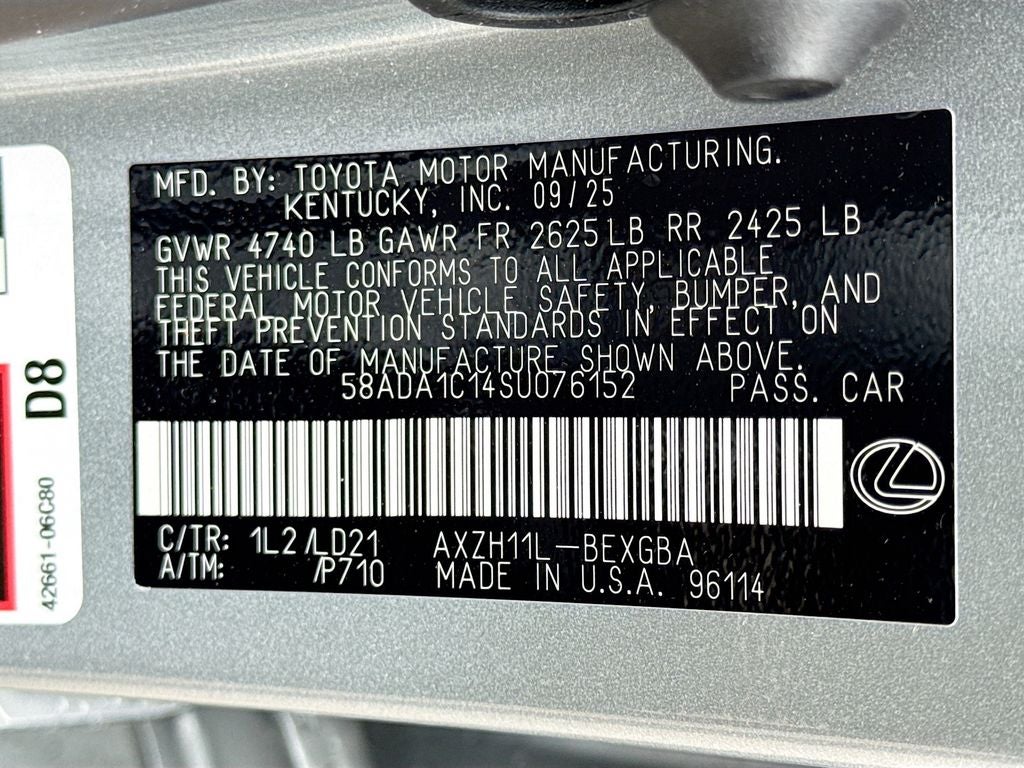 MFD. BY: TOYOTA MOTOR MANUFACTURING.
KENTUCKY, INC. 09/25
GVWR 4740 LB GAWR FR 2625 LB RR 2425 LB
THIS VEHICLE CONFORMS TO ALL APPLICABLE
FEDERAL MOTOR VEHICLE SAFETY, BUMPER, AND
THEFT PREVENTION STANDARDS IN EFFECT ON
THE DATE OF MANUFACTURE SHOWN ABOVE.
58ADA1C14SU076152 PASS. CAR
C/TR: 1L2 /LD21 AXZH11L-BEXGBA
A/TM: /P710 MADE IN U.S.A. 96114
D8
42661-06C80